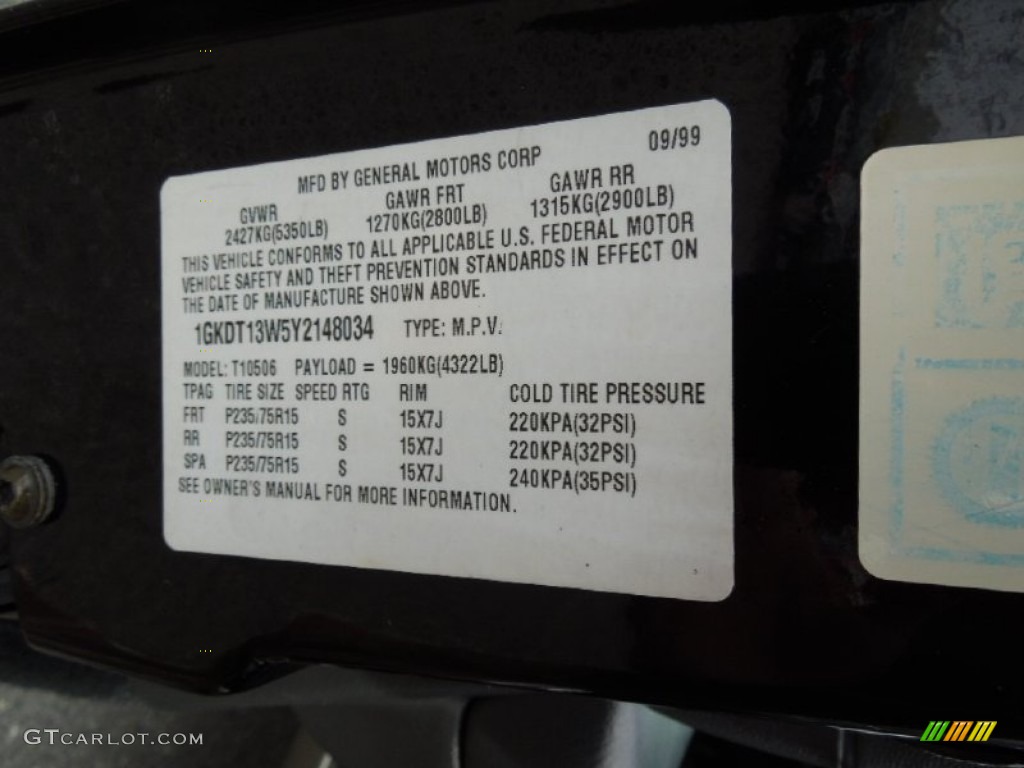 MFD BY GENERAL MOTORS CORP 09/99
GVWR GAWR FRT GAWR RR
2427KG(5350LB) 1270KG(2800LB) 1315KG(2900LB)
THIS VEHICLE CONFORMS TO ALL APPLICABLE U.S. FEDERAL MOTOR
VEHICLE SAFETY AND THEFT PREVENTION STANDARDS IN EFFECT ON
THE DATE OF MANUFACTURE SHOWN ABOVE.
1GKDT13W5Y2148034 TYPE: M.P.V.
MODEL: T10506 PAYLOAD = 1960KG(4322LB)
TPAG TIRE SIZE SPEED RTG RIM COLD TIRE PRESSURE
FRT P235/75R15 S 15X7J 220KPA(32PSI)
RR P235/75R15 S 15X7J 220KPA(32PSI)
SPA P235/75R15 S 15X7J 240KPA(35PSI)
SEE OWNER'S MANUAL FOR MORE INFORMATION.
GTCARLOT.COM